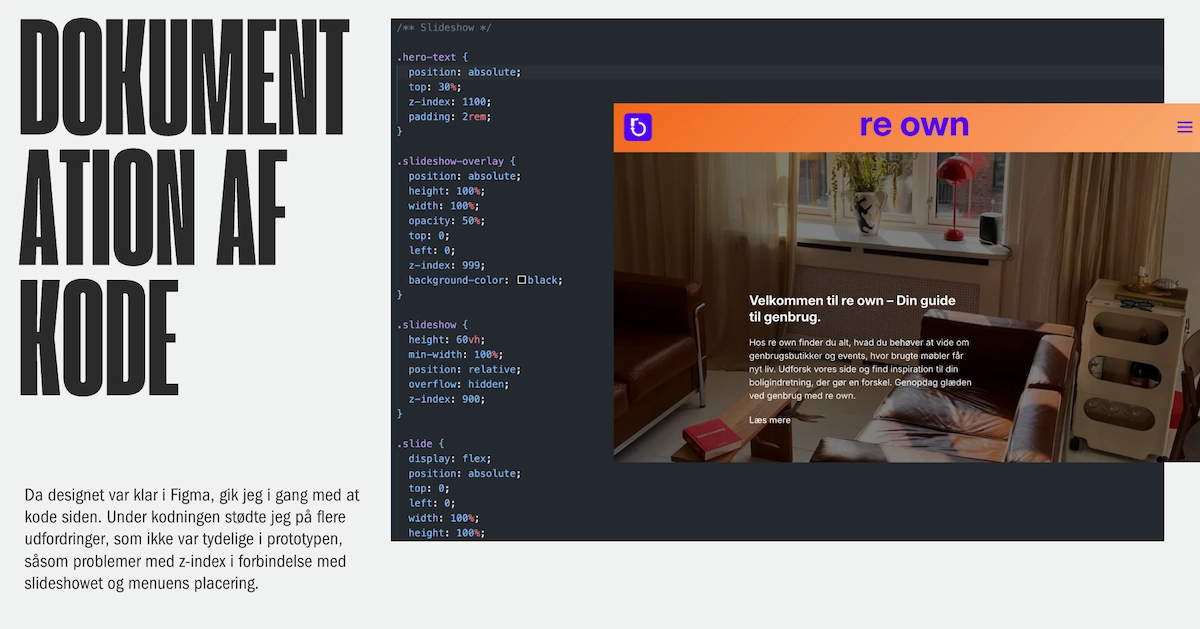 DOKUMENT
ATION AF
KODE
Da designet var klar i Figma, gik jeg i gang med at
kode siden. Under kodningen stødte jeg på flere
udfordringer, som ikke var tydelige i prototypen,
såsom problemer med z-index i forbindelse med
slideshowet og menuens placering.
/** Slideshow */
.hero-text {
position: absolute;
top: 30%;
z-index: 1100;
padding: 2rem;
}
.slideshow-overlay {
position: absolute;
height: 100%;
width: 100%;
opacity: 50%;
top: 0;
left: 0;
z-index: 999;
background-color: black;
}
.slideshow {
height: 60vh;
min-width: 100%;
position: relative;
overflow: hidden;
z-index: 900;
}
.slide {
display: flex;
position: absolute;
top: 0;
left: 0;
width: 100%;
height: 100%;
re own
Velkommen til re own – Din guide
til genbrug.
Hos re own finder du alt, hvad du behøver at vide om
genbrugsbutikker og events, hvor brugte møbler får
nyt liv. Udforsk vores side og find inspiration til din
boligindretning, der gør en forskel. Genopdag glæden
ved genbrug med re own.
Læs mere